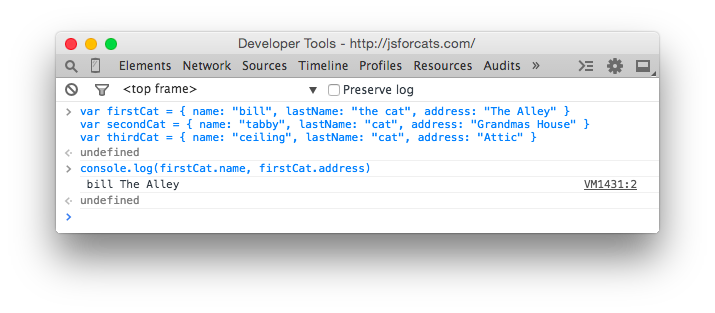 Developer Tools - http://jsforcats.com/
Elements Network Sources Timeline Profiles Resources Audits »
<top frame> Preserve log
var firstCat = { name: "bill", lastName: "the cat", address: "The Alley" }
var secondCat = { name: "tabby", lastName: "cat", address: "Grandmas House" }
var thirdCat = { name: "ceiling", lastName: "cat", address: "Attic" }
undefined
console.log(firstCat.name, firstCat.address)
bill The Alley VM1431:2
undefined